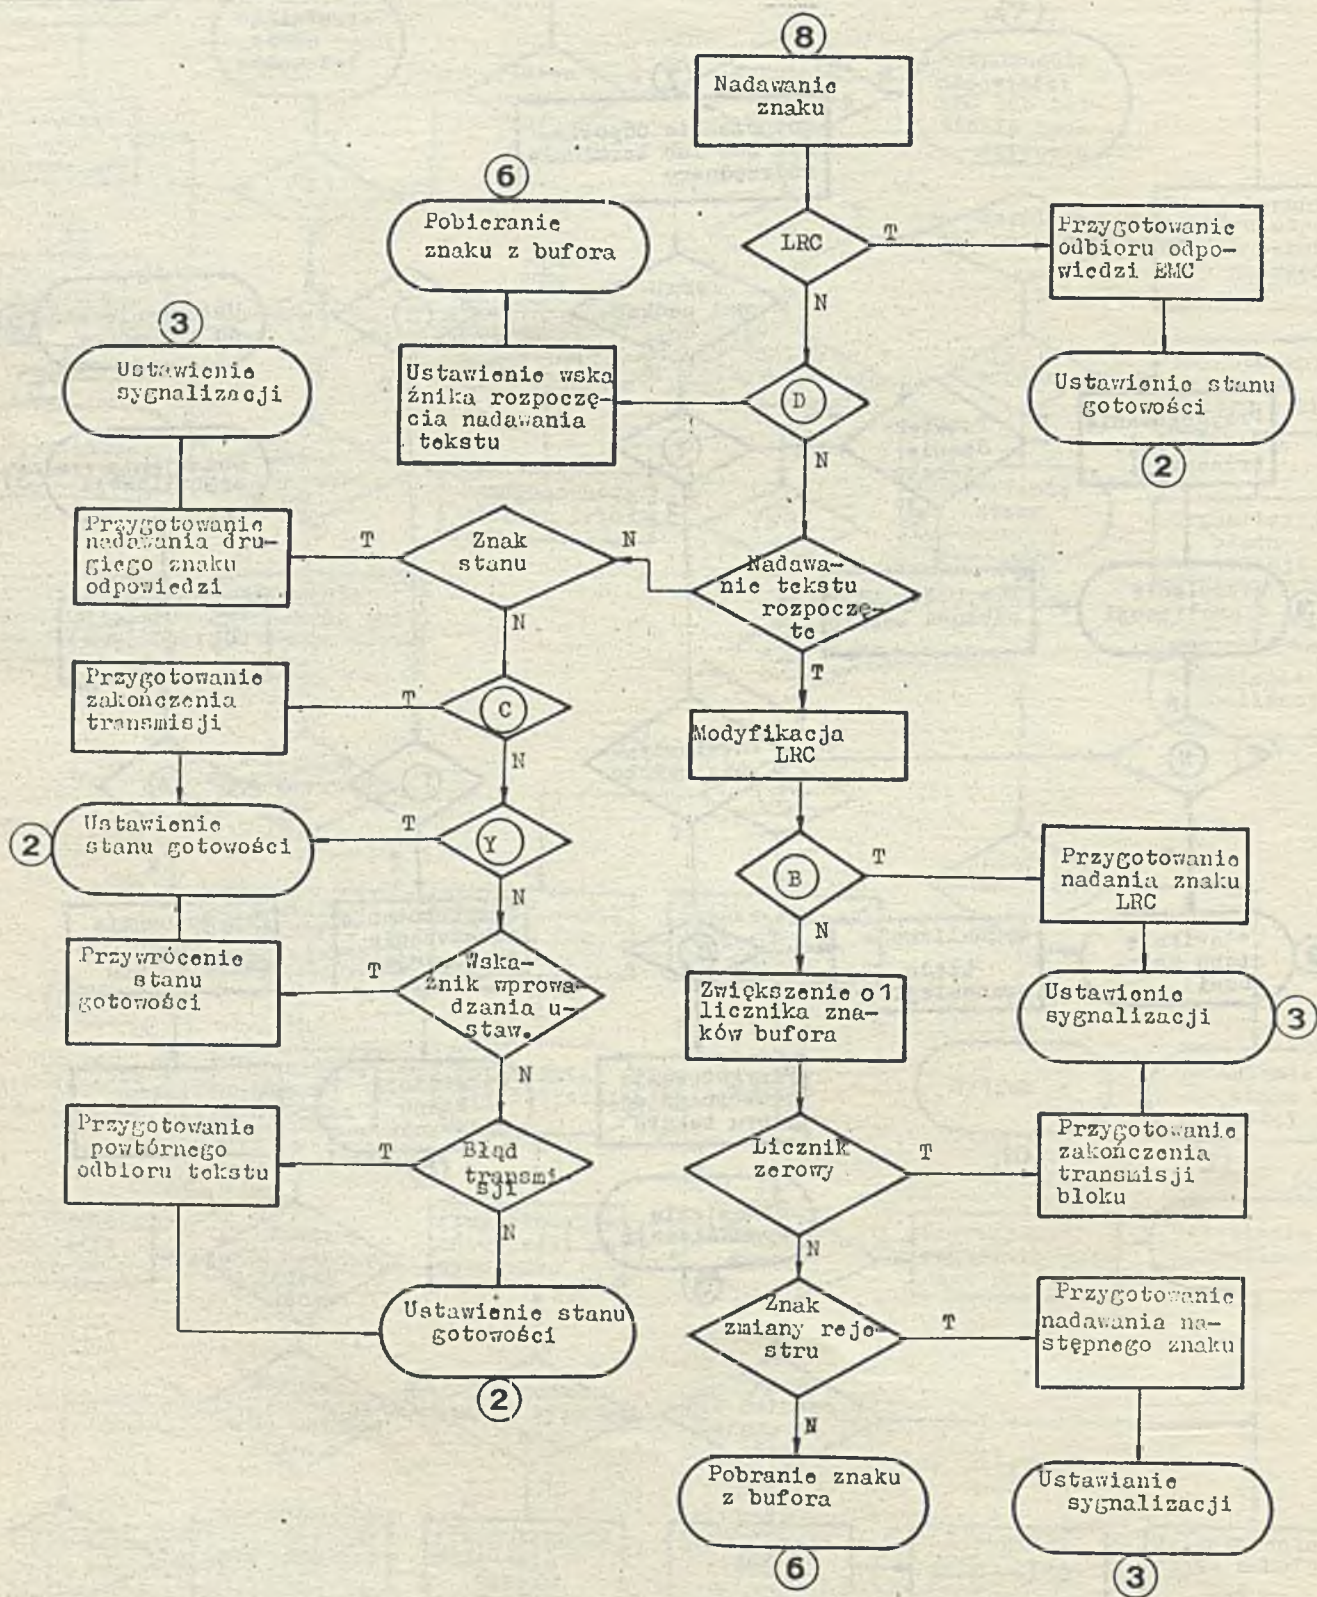 8
Nadawanie
znaku
6
Pobieranie
znaku z bufora
LRC
T
Przygotowanie
odbioru odpo-
wiedzi EMC
N
3
Ustawienie
sygnalizacji
Ustawienie wska
źnika rozpoczę-
cia nadawania
tekstu
D
Ustawienie stanu
gotowości
2
N
Przygotowanie
nadawania dru-
giego znaku
odpowiedzi
T
Znak
stanu
N
Nadawa-
nie tekstu
rozpoczę-
te
N
T
Przygotowanie
zakończenia
transmisji
T
C
Modyfikacja
LRC
N
2
Ustawienie
stanu gotowości
T
Y
B
T
Przygotowanie
nadania znaku
LRC
N
N
Przywrócenie
stanu
gotowości
T
Wska-
źnik wprowa-
dzania u-
staw.
Zwiększenie o 1
licznika zna-
ków bufora
Ustawienie
sygnalizacji
3
N
Przygotowanie
powtórnego
odbioru tekstu
T
Błąd
transmi
sji
Licznik
zerowy
T
Przygotowanie
zakończenia
transmisji
bloku
N
N
Ustawienie stanu
gotowości
2
Znak
zmiany reje-
stru
T
Przygotowanie
nadawania na-
stępnego znaku
N
Pobranie znaku
z bufora
6
Ustawianie
sygnalizacji
3